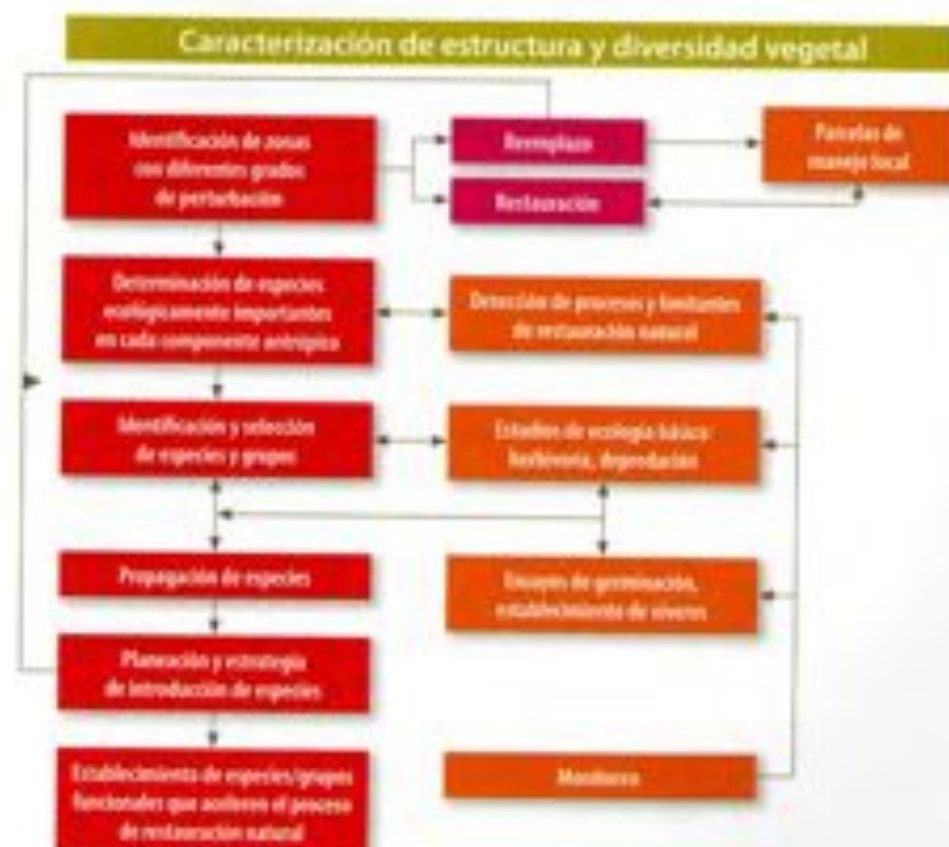 Caracterización de estructura y diversidad vegetal
Identificación de zonas
con diferentes grados
de perturbación
Reemplazo
Restauración
Parcelas de
manejo local
Determinación de especies
ecológicamente importantes
en cada componente antrópico
Detección de procesos y limitantes
de restauración natural
Identificación y selección
de especies y grupos
Estudios de ecología básica
herbivoría, depredación
Propagación de especies
Ensayos de germinación,
establecimiento de viveros
Planeación y estrategia
de introducción de especies
Monitoreo
Establecimiento de especies/grupos
funcionales que aceleren el proceso
de restauración natural